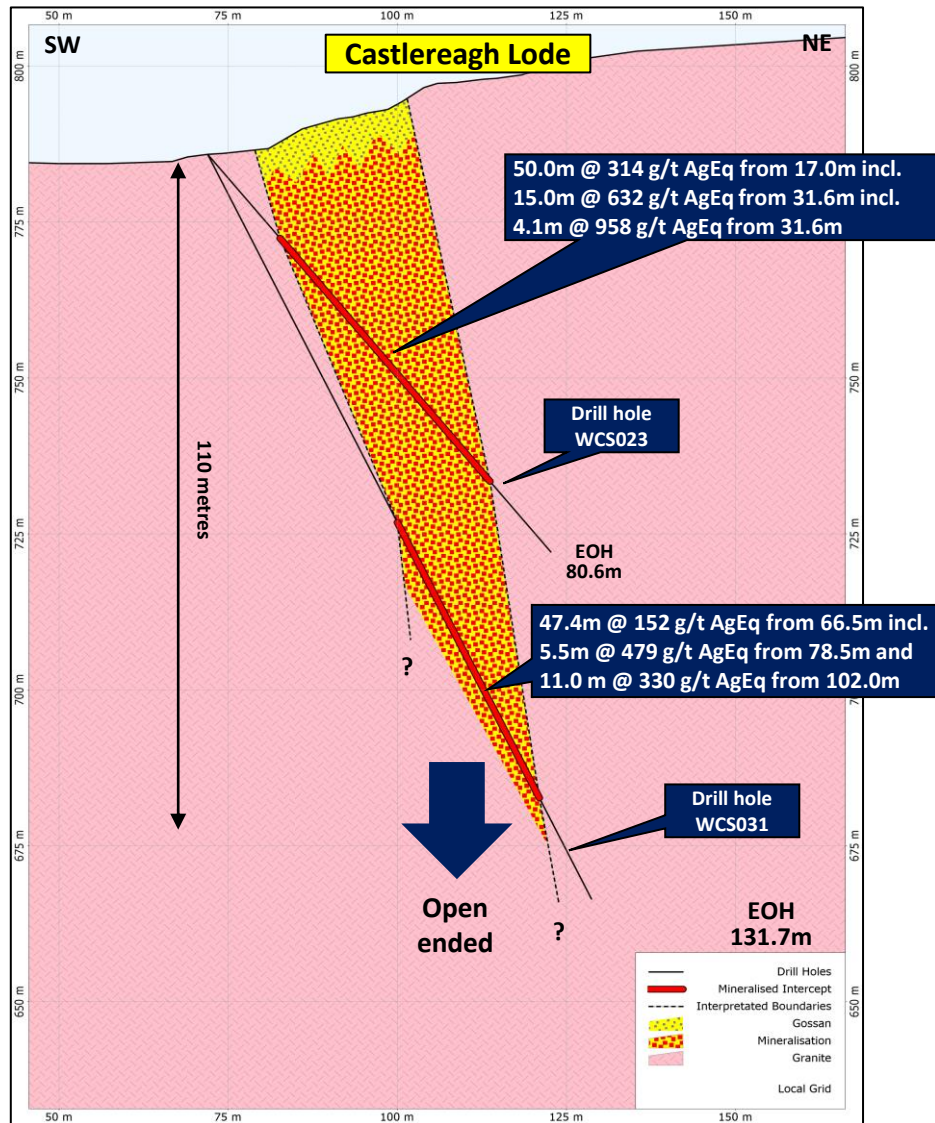 50 m 75 m 100 m 125 m 150 m
SW
Castlereagh Lode
NE
800 m
800 m
50.0m @ 314 g/t AgEq from 17.0m incl.
15.0m @ 632 g/t AgEq from 31.6m incl.
4.1m @ 958 g/t AgEq from 31.6m
775 m
775 m
750 m
750 m
Drill hole
WCS023
110 metres
725 m
725 m
EOH
80.6m
47.4m @ 152 g/t AgEq from 66.5m incl.
5.5m @ 479 g/t AgEq from 78.5m and
11.0 m @ 330 g/t AgEq from 102.0m
?
700 m
700 m
Drill hole
WCS031
675 m
675 m
Open
ended
?
EOH
131.7m
650 m
650 m
Drill Holes
Mineralised Intercept
Interpretated Boundaries
Gossan
Mineralisation
Granite
Local Grid
50 m 75 m 100 m 125 m 150 m